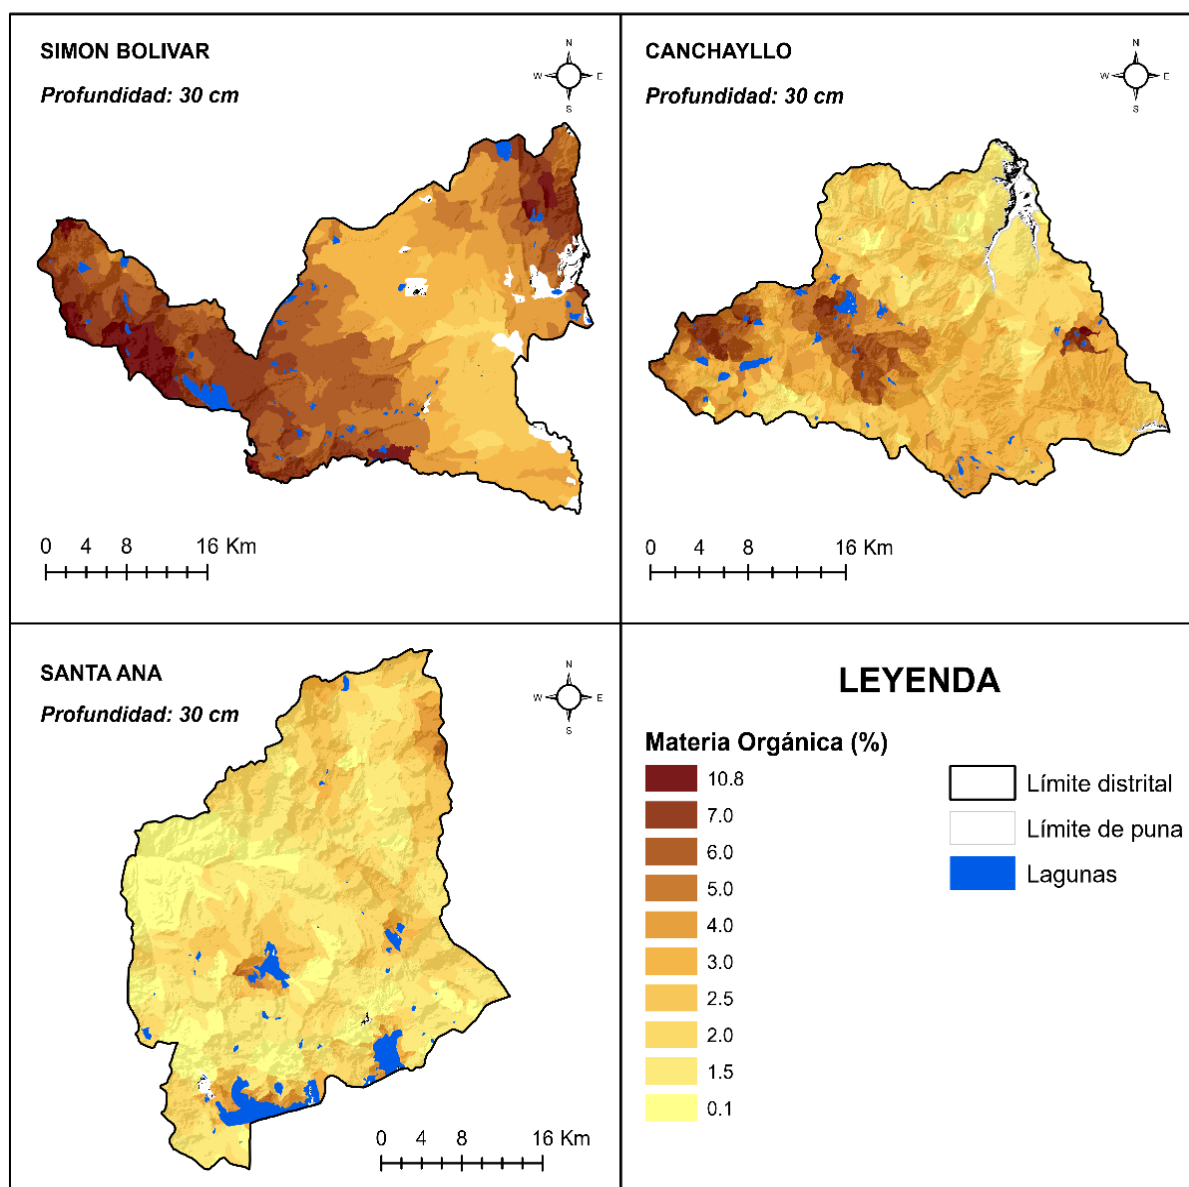 SIMON BOLIVAR
Profundidad: 30 cm
N
W E
S
0 4 8 16 Km
CANCHAYLLO
Profundidad: 30 cm
N
W E
S
0 4 8 16 Km
SANTA ANA
Profundidad: 30 cm
N
W E
S
0 4 8 16 Km
LEYENDA
Materia Orgánica (%)
10.8
7.0
6.0
5.0
4.0
3.0
2.5
2.0
1.5
0.1
Límite distrital
Límite de puna
Lagunas